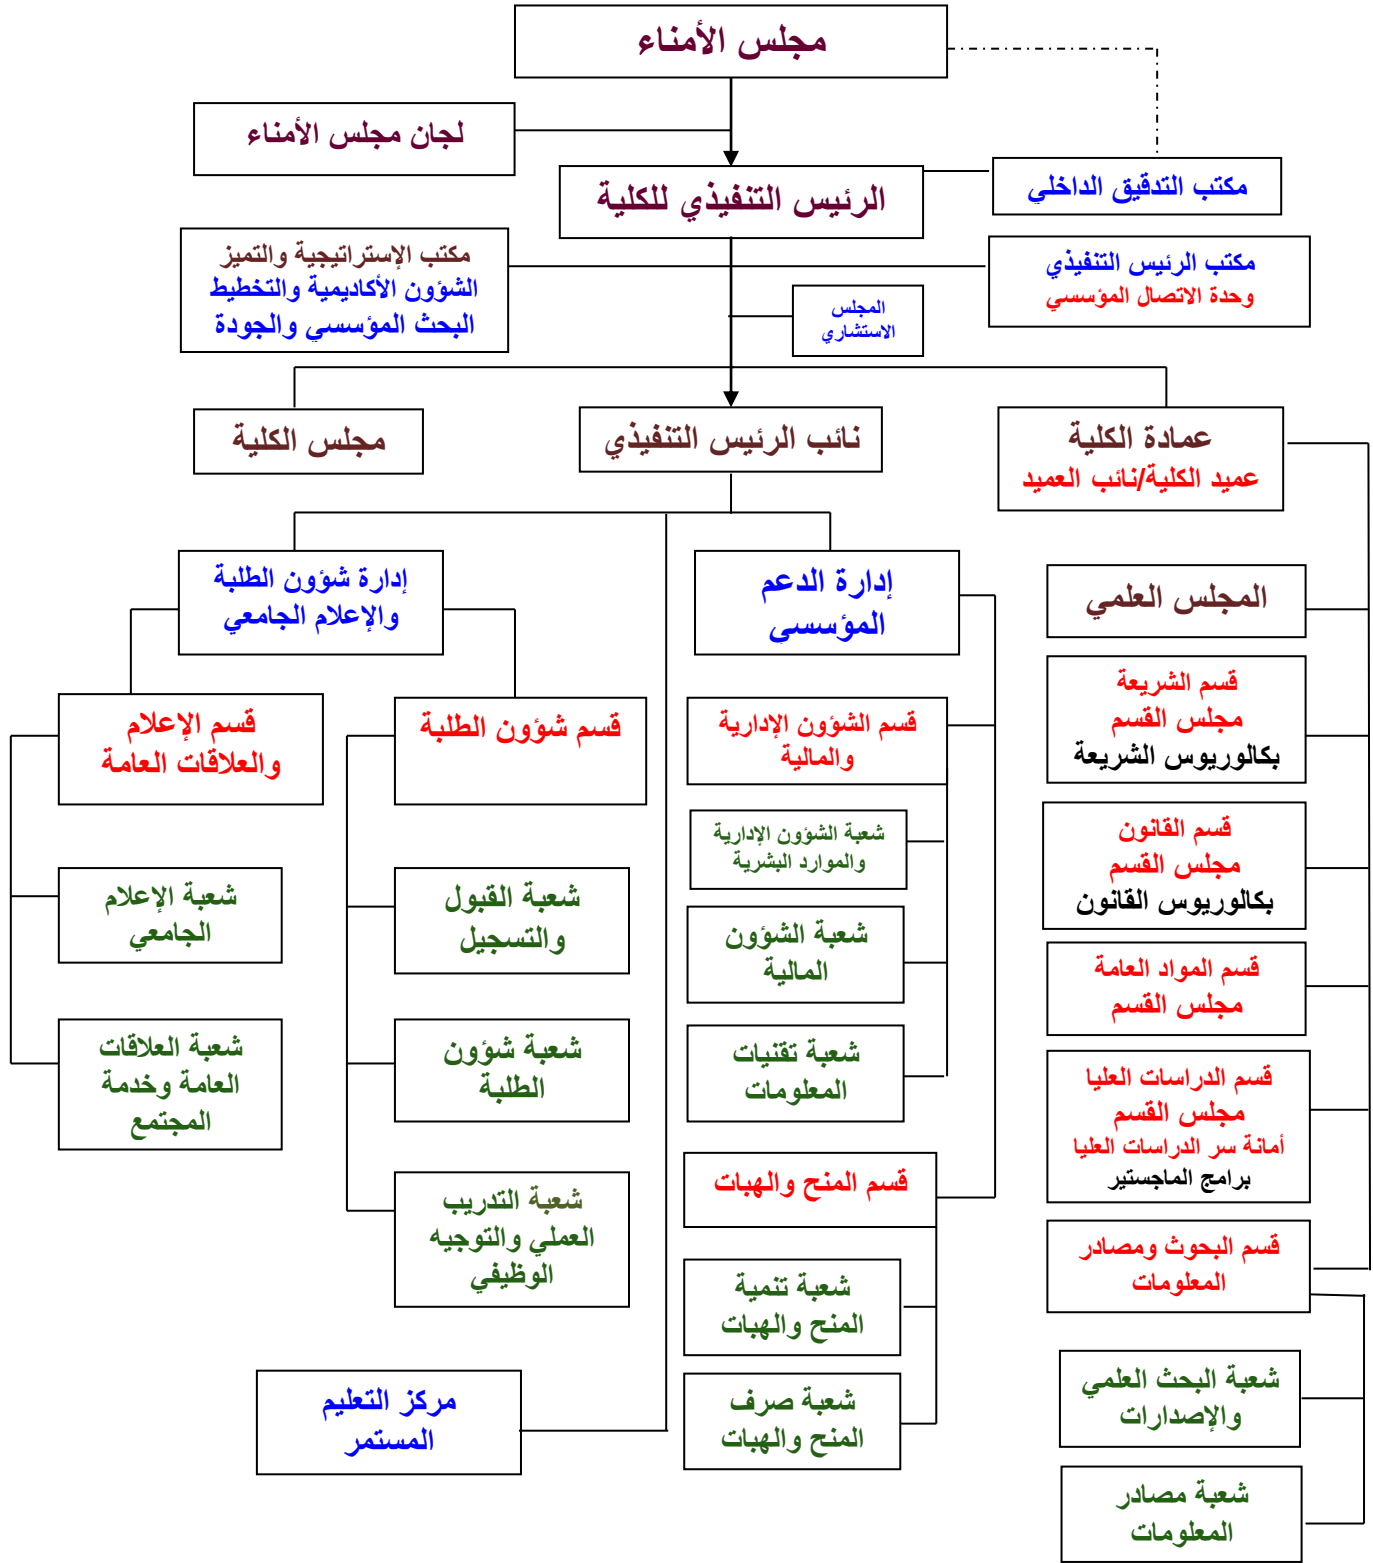 مجلس الأمناء
لجان مجلس الأمناء
مكتب التدقيق الداخلي
الرئيس التنفيذي للكلية
مكتب الرئيس التنفيذي
وحدة الاتصال المؤسسي
مكتب الإستراتيجية والتميز
الشؤون الأكاديمية والتخطيط
البحث المؤسسي والجودة
المجلس
الاستشاري
عمادة الكلية
عميد الكلية/نائب العميد
نائب الرئيس التنفيذي
مجلس الكلية
المجلس العلمي
قسم الشريعة
مجلس القسم
بكالوريوس الشريعة
قسم القانون
مجلس القسم
بكالوريوس القانون
قسم المواد العامة
مجلس القسم
قسم الدراسات العليا
مجلس القسم
أمانة سر الدراسات العليا
برامج الماجستير
قسم البحوث ومصادر
المعلومات
شعبة البحث العلمي
والإصدارات
شعبة مصادر
المعلومات
إدارة الدعم
المؤسسي
قسم الشؤون الإدارية
والمالية
شعبة الشؤون الإدارية
والموارد البشرية
شعبة الشؤون
المالية
شعبة تقنيات
المعلومات
قسم المنح والهبات
شعبة تنمية
المنح والهبات
شعبة صرف
المنح والهبات
إدارة شؤون الطلبة
والإعلام الجامعي
قسم شؤون الطلبة
شعبة القبول
والتسجيل
شعبة شؤون
الطلبة
شعبة التدريب
العملي والتوجيه
الوظيفي
قسم الإعلام
والعلاقات العامة
شعبة الإعلام
الجامعي
شعبة العلاقات
العامة وخدمة
المجتمع
مركز التعليم
المستمر